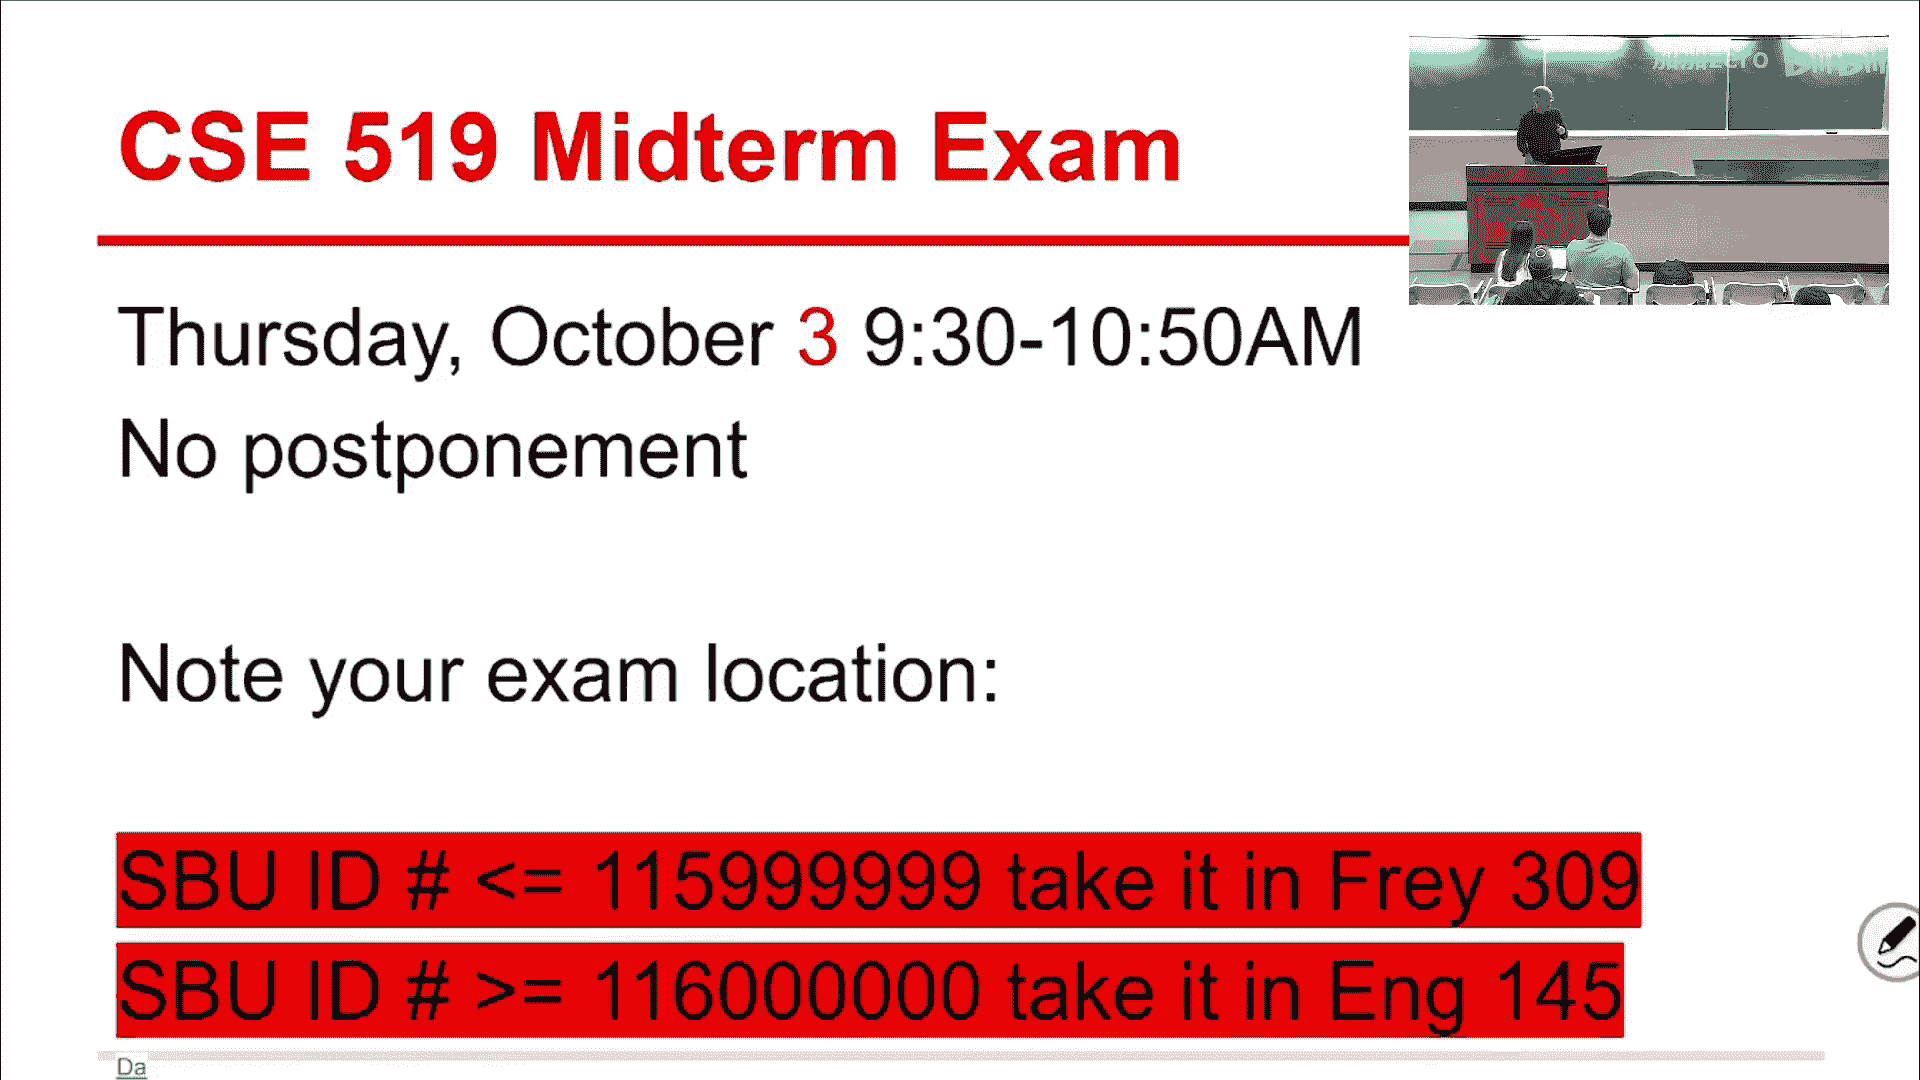 CSE 519 Midterm Exam
Thursday, October 3 9:30-10:50AM
No postponement
Note your exam location:
SBU ID # <= 115999999 take it in Frey 309
SBU ID # >= 116000000 take it in Eng 145
Da